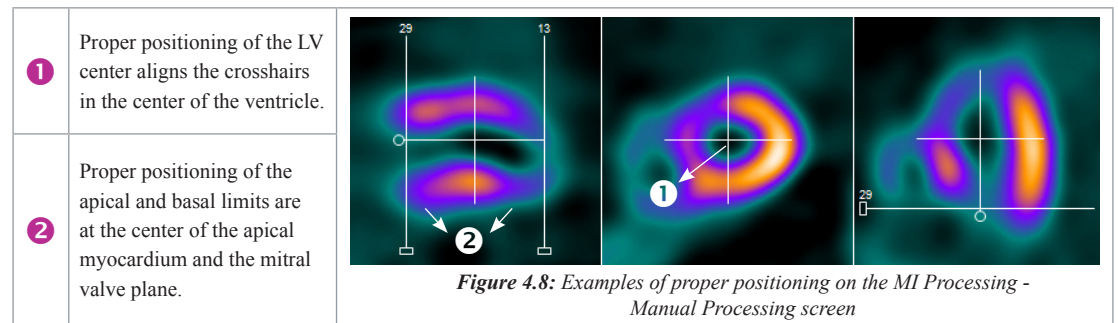 1
Proper positioning of the LV
center aligns the crosshairs
in the center of the ventricle.
2
Proper positioning of the
apical and basal limits are
at the center of the apical
myocardium and the mitral
valve plane.
29
13
2
1
29
Figure 4.8: Examples of proper positioning on the MI Processing -
Manual Processing screen